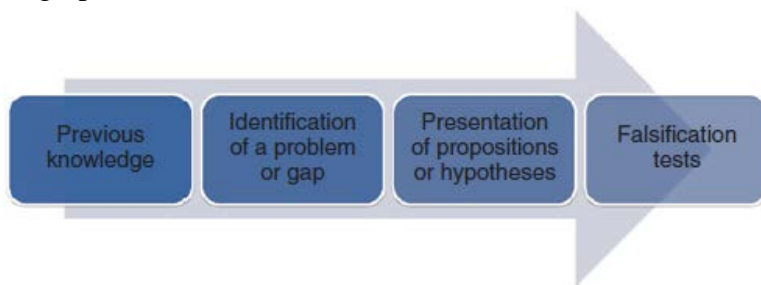 Previous
knowledge
Identification
of a problem
or gap
Presentation
of propositions
or hypotheses
Falsification
tests